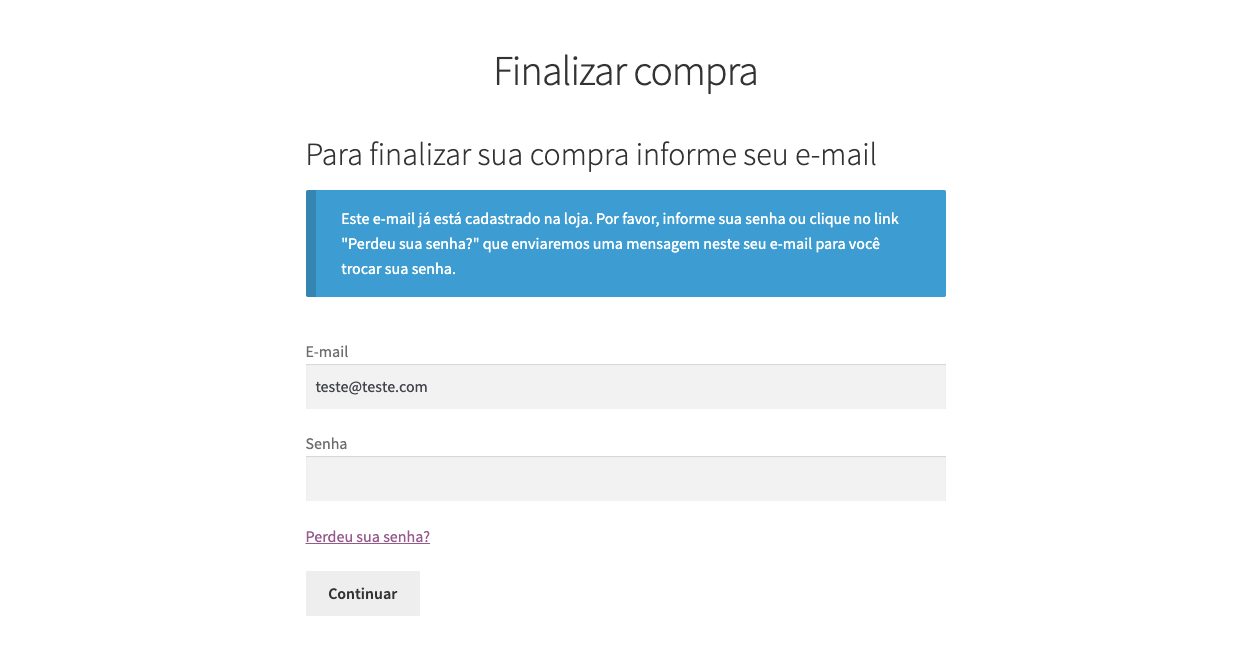 Finalizar compra
Para finalizar sua compra informe seu e-mail
Este e-mail já está cadastrado na loja. Por favor, informe sua senha ou clique no link
"Perdeu sua senha?" que enviaremos uma mensagem neste seu e-mail para você
trocar sua senha.
E-mail
teste@teste.com
Senha
Perdeu sua senha?
Continuar